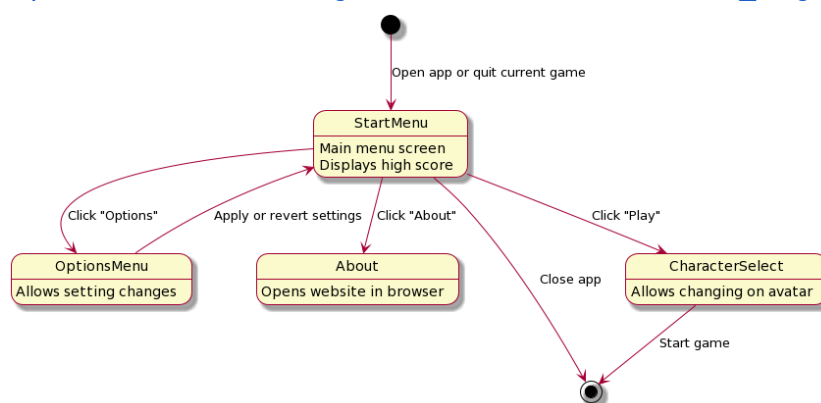 Open app or quit current game
StartMenu
Main menu screen
Displays high score
Click "Options"
Apply or revert settings
Click "About"
Click "Play"
OptionsMenu
Allows setting changes
About
Opens website in browser
Close app
CharacterSelect
Allows changing on avatar
Start game